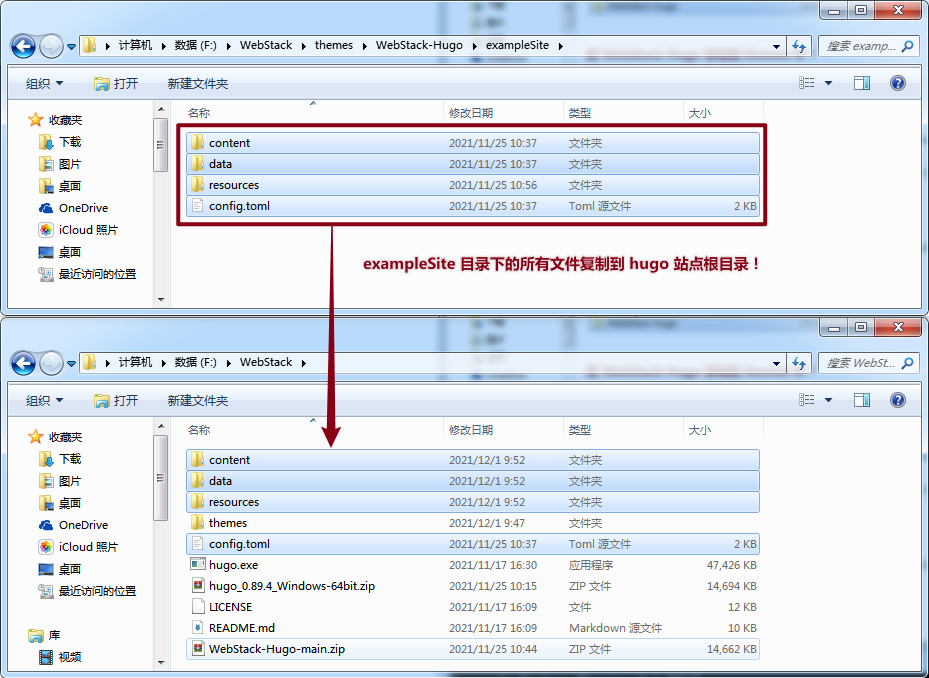 计算机 数据 (F:) WebStack themes WebStack-Hugo exampleSite 搜索 examp...
组织 打开 新建文件夹
名称 修改日期 类型 大小
收藏夹
下载
图片
桌面
OneDrive
iCloud 照片
桌面
最近访问的位置
content 2021/11/25 10:37 文件夹
data 2021/11/25 10:37 文件夹
resources 2021/11/25 10:56 文件夹
config.toml 2021/11/25 10:37 Toml 源文件 2 KB
exampleSite 目录下的所有文件复制到 hugo 站点根目录！
计算机 数据 (F:) WebStack 搜索 WebSt...
组织 打开 新建文件夹
名称 修改日期 类型 大小
收藏夹
下载
图片
桌面
OneDrive
iCloud 照片
桌面
最近访问的位置
库
视频
content 2021/12/1 9:52 文件夹
data 2021/12/1 9:52 文件夹
resources 2021/12/1 9:52 文件夹
themes 2021/12/1 9:47 文件夹
config.toml 2021/11/25 10:37 Toml 源文件 2 KB
hugo.exe 2021/11/17 16:30 应用程序 47,426 KB
hugo_0.89.4_Windows-64bit.zip 2021/11/25 10:15 ZIP 文件 14,694 KB
LICENSE 2021/11/17 16:09 文件 12 KB
README.md 2021/11/17 16:09 Markdown 源文件 10 KB
WebStack-Hugo-main.zip 2021/11/25 10:44 ZIP 文件 14,662 KB